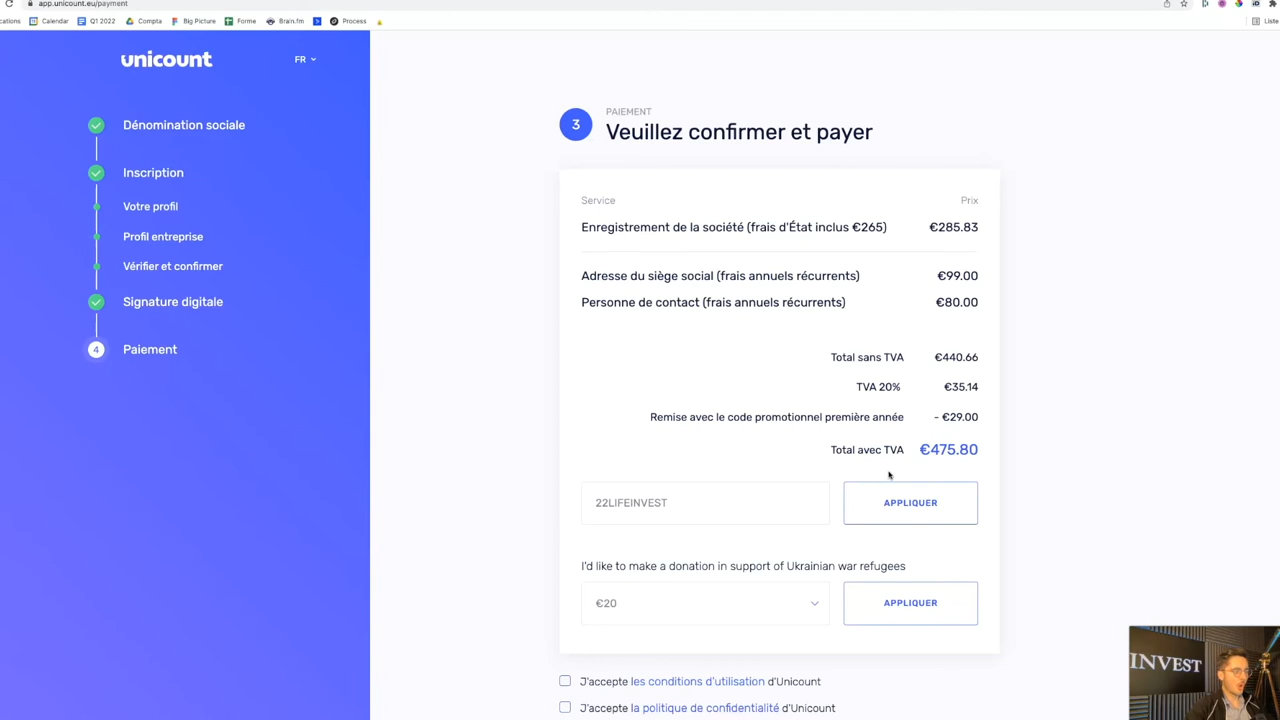 app.unicount.eu/payment
cations Calendar Q1 2022 Compta Big Picture Forme Brain.fm Process Liste
unicount
FR
Dénomination sociale
Inscription
Votre profil
Profil entreprise
Vérifier et confirmer
Signature digitale
4 Paiement
3
PAIEMENT
Veuillez confirmer et payer
Service Prix
Enregistrement de la société (frais d'État inclus €265) €285.83
Adresse du siège social (frais annuels récurrents) €99.00
Personne de contact (frais annuels récurrents) €80.00
Total sans TVA €440.66
TVA 20% €35.14
Remise avec le code promotionnel première année - €29.00
Total avec TVA €475.80
22LIFEINVEST APPLIQUER
I'd like to make a donation in support of Ukrainian war refugees
€20 APPLIQUER
J'accepte les conditions d'utilisation d'Unicount
J'accepte la politique de confidentialité d'Unicount
INVEST